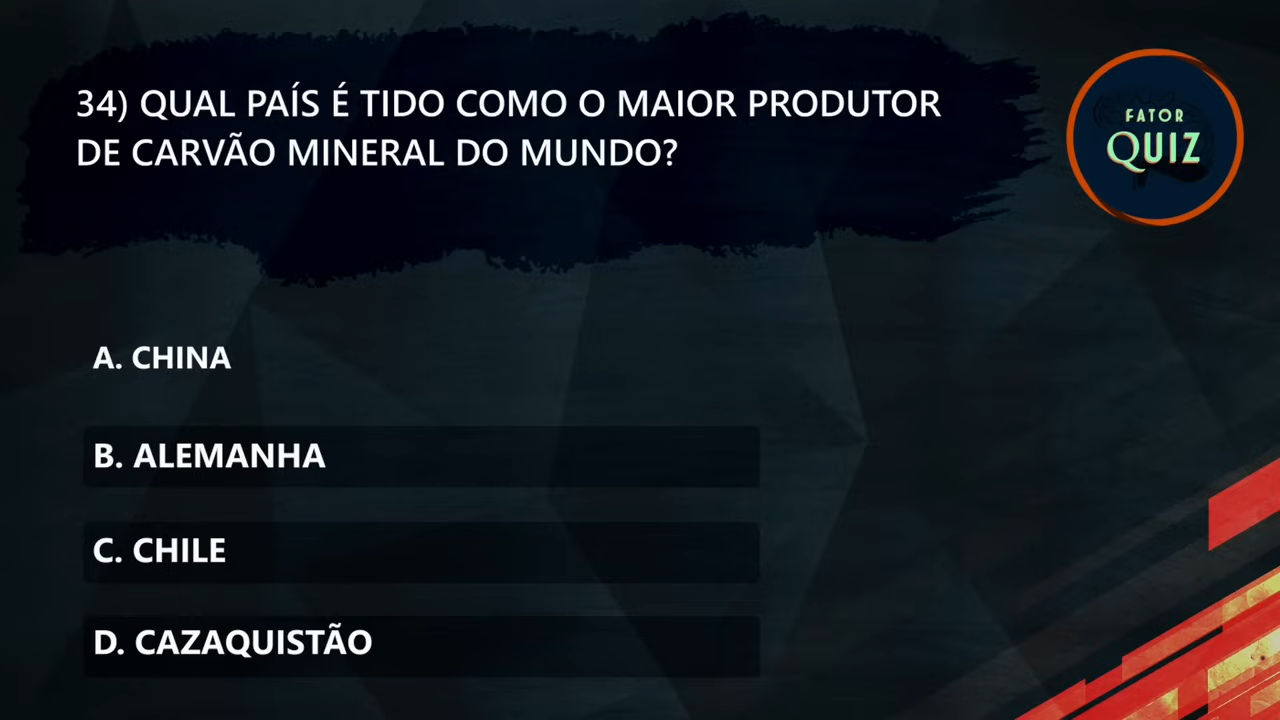 34) QUAL PAÍS É TIDO COMO O MAIOR PRODUTOR
DE CARVÃO MINERAL DO MUNDO?
FATOR
QUIZ
A. CHINA
B. ALEMANHA
C. CHILE
D. CAZAQUISTÃO